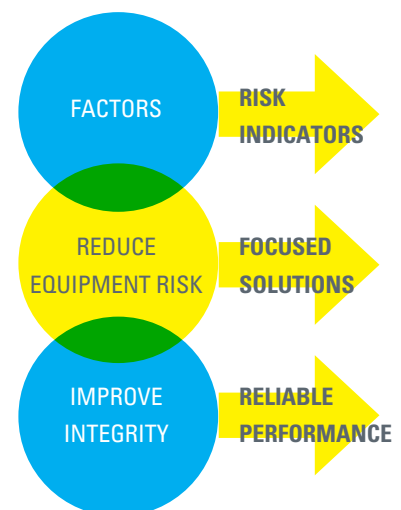 FACTORS
RISK
INDICATORS
REDUCE
EQUIPMENT RISK
FOCUSED
SOLUTIONS
IMPROVE
INTEGRITY
RELIABLE
PERFORMANCE